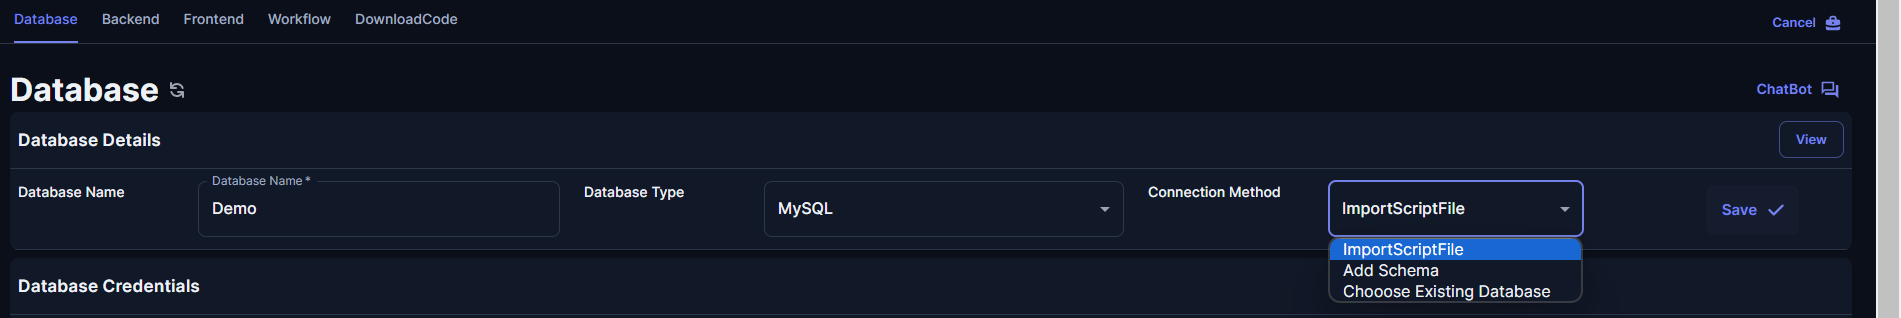 Database Backend Frontend Workflow DownloadCode Cancel
Database ChatBot
Database Details View
Database Name Database Name * Demo Database Type MySQL Connection Method ImportScriptFile Save
ImportScriptFile
Add Schema
Chooose Existing Database
Database Credentials